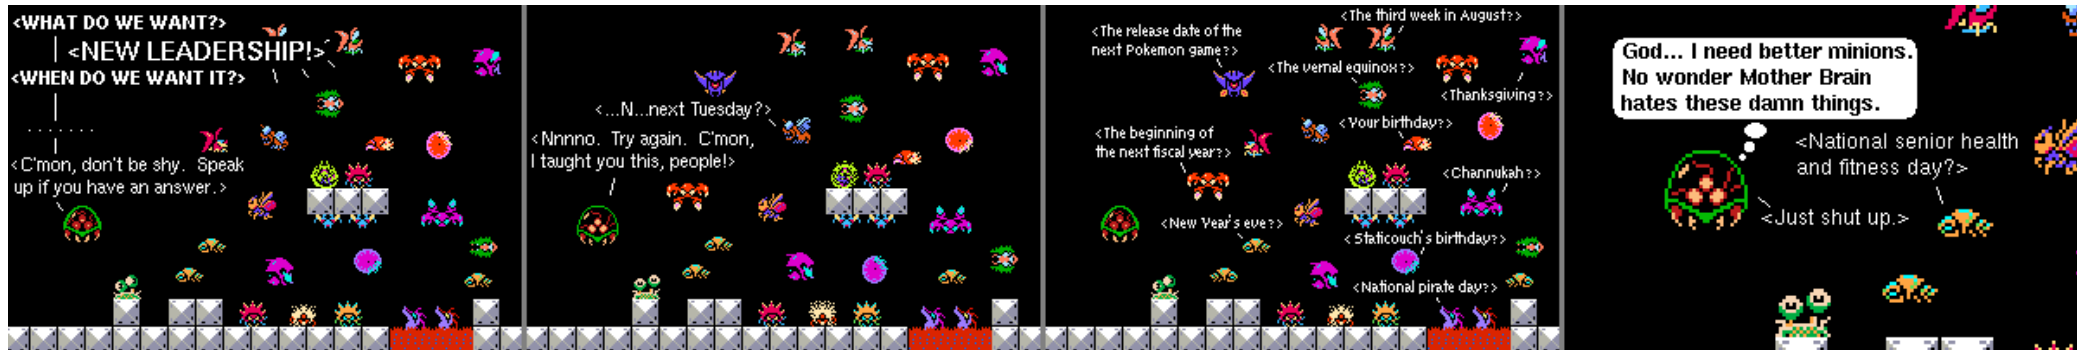 <WHAT DO WE WANT?>
<NEW LEADERSHIP!>
<WHEN DO WE WANT IT?>
.......
<C'mon, don't be shy. Speak
up if you have an answer.>
<...N...next Tuesday?>
<Nnnno. Try again. C'mon,
I taught you this, people!>
<The third week in August?>
<The release date of the
next Pokemon game?>
<The vernal equinox?>
<Thanksgiving?>
<Your birthday?>
<The beginning of
the next fiscal year?>
<Channukah?>
<New Year's eve?>
<Staticouch's birthday?>
<National pirate day?>
God... I need better minions.
No wonder Mother Brain
hates these damn things.
<National senior health
and fitness day?>
<Just shut up.>